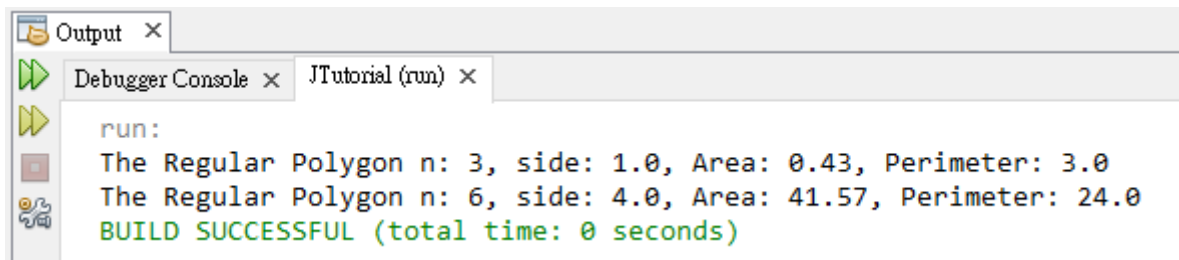 Output
Debugger Console
JTutorial (run)
run:
The Regular Polygon n: 3, side: 1.0, Area: 0.43, Perimeter: 3.0
The Regular Polygon n: 6, side: 4.0, Area: 41.57, Perimeter: 24.0
BUILD SUCCESSFUL (total time: 0 seconds)